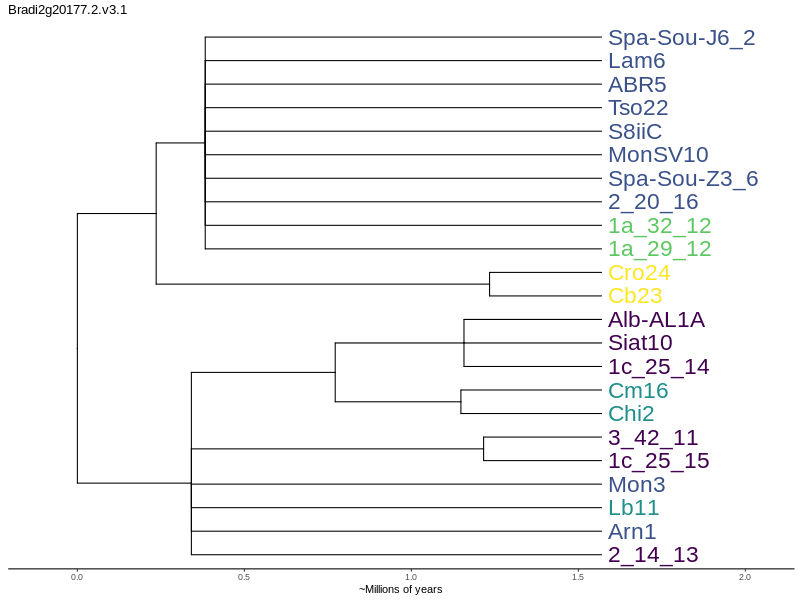 Bradi2g20177.2.v3.1
Spa-Sou-J6_2
Lam6
ABR5
Tso22
S8iiC
MonSV10
Spa-Sou-Z3_6
2_20_16
1a_32_12
1a_29_12
Cro24
Cb23
Alb-AL1A
Siat10
1c_25_14
Cm16
Chi2
3_42_11
1c_25_15
Mon3
Lb11
Arn1
2_14_13
0.0 0.5 1.0 1.5 2.0
~Millions of years